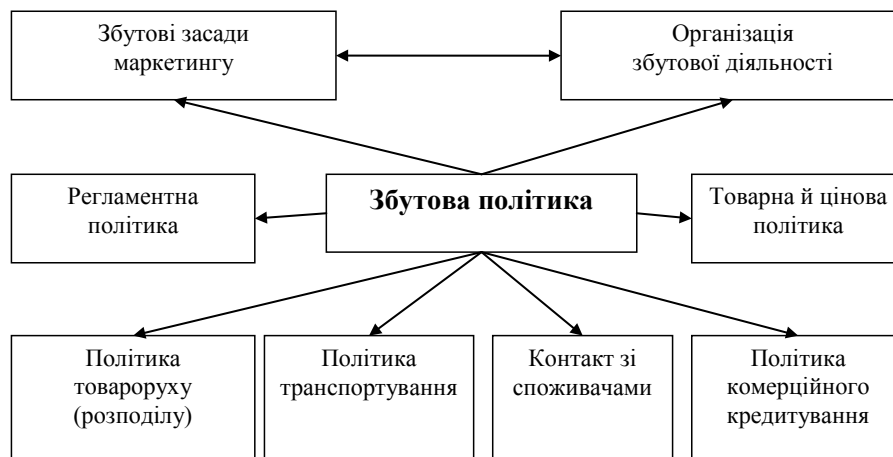 Збутові засади
маркетингу
Організація
збутової діяльності
Регламентна
політика
Збутова політика
Товарна й цінова
політика
Політика
товароруху
(розподілу)
Політика
транспортування
Контакт зі
споживачами
Політика
комерційного
кредитування